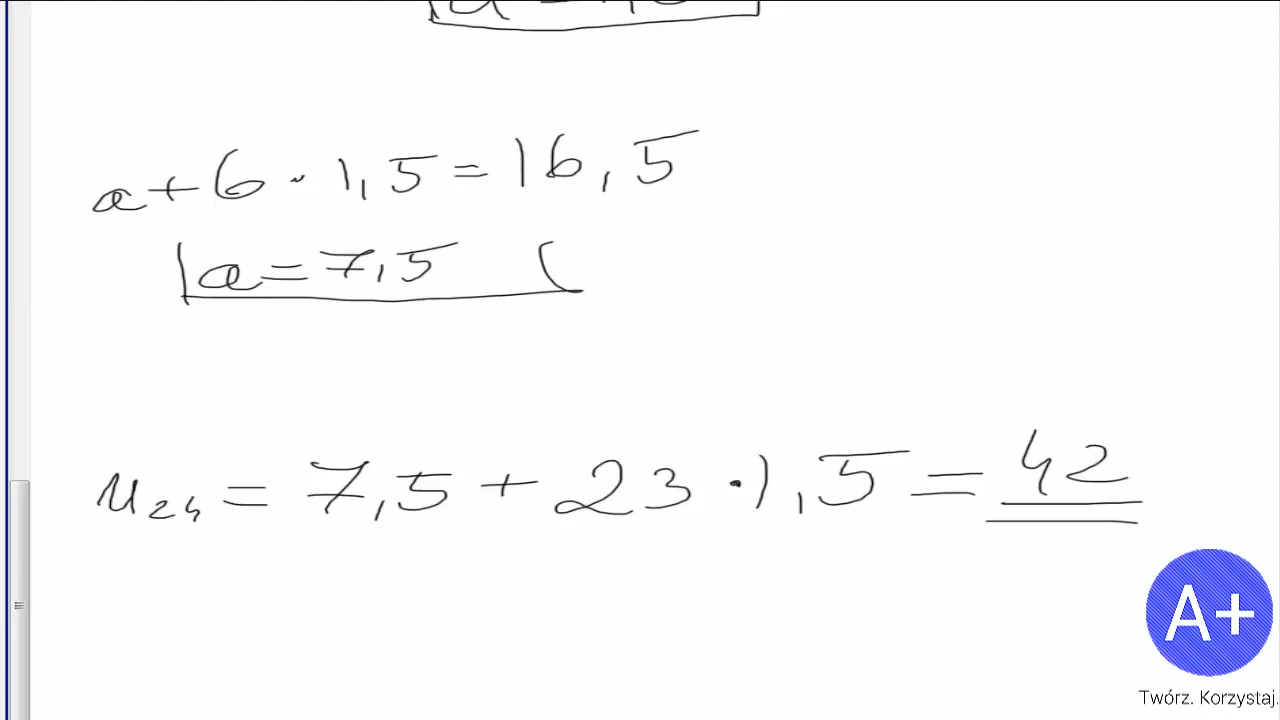 a+6·1,5=16,5
a=7,5
u24=7,5+23·1,5=42
A+
Twórz. Korzystaj.